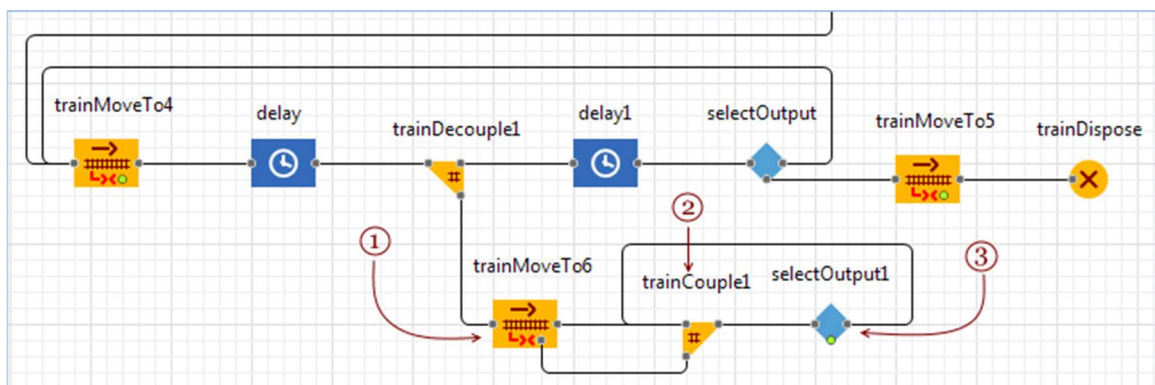 trainMoveTo4
delay
trainDecouple1
delay1
selectOutput
trainMoveTo5
trainDispose
#
①
②
③
trainMoveTo6
trainCouple1
selectOutput1
#